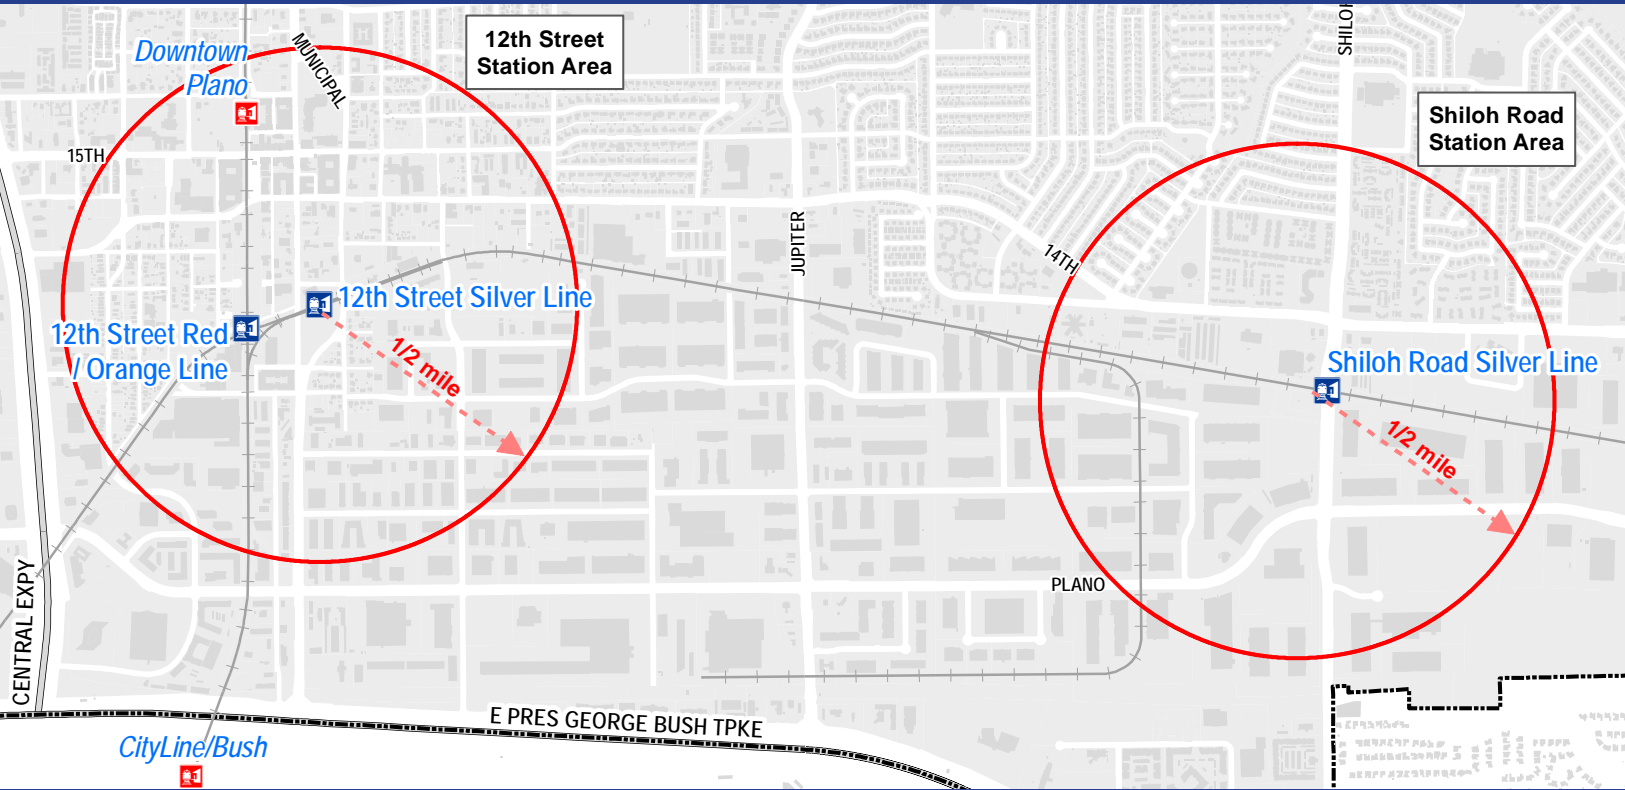 Downtown
Plano
MUNICIPAL
12th Street
Station Area
SHILOH
Shiloh Road
Station Area
15TH
JUPITER
14TH
12th Street Silver Line
12th Street Red
/ Orange Line
1/2 mile
Shiloh Road Silver Line
1/2 mile
CENTRAL EXPY
PLANO
E PRES GEORGE BUSH TPKE
CityLine/Bush